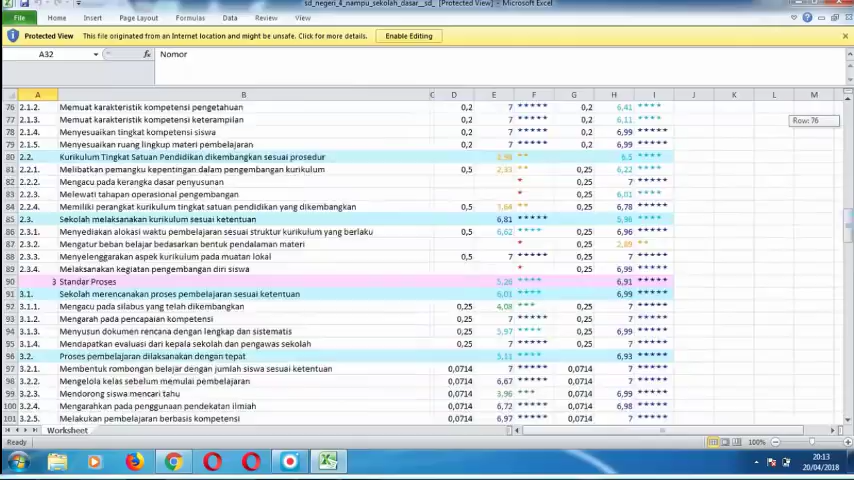 sd_negeri_4_nampu_sekolah_dasar__sd_ [Protected View] - Microsoft Excel
File Home Insert Page Layout Formulas Data Review View
Protected View This file originated from an Internet location and might be unsafe. Click for more details. Enable Editing
A32 fx Nomor
A B C D E F G H I J K L M
76 2.1.2. Memuat karakteristik kompetensi pengetahuan 0,2 7 ***** 0,2 6,41 ****
77 2.1.3. Memuat karakteristik kompetensi keterampilan 0,2 7 ***** 0,2 6,11 ****
78 2.1.4. Menyesuaikan tingkat kompetensi siswa 0,2 7 ***** 0,2 6,99 *****
79 2.1.5. Menyesuaikan ruang lingkup materi pembelajaran 0,2 7 ***** 0,2 6,99 *****
80 2.2. Kurikulum Tingkat Satuan Pendidikan dikembangkan sesuai prosedur 2,98 ** 6,5 ****
81 2.2.1. Melibatkan pemangku kepentingan dalam pengembangan kurikulum 0,5 2,33 ** 0,25 6,22 ****
82 2.2.2. Mengacu pada kerangka dasar penyusunan * 0,25 7 *****
83 2.2.3. Melewati tahapan operasional pengembangan * 0,25 6,01 ****
84 2.2.4. Memiliki perangkat kurikulum tingkat satuan pendidikan yang dikembangkan 0,5 3,64 ** 0,25 6,78 *****
85 2.3. Sekolah melaksanakan kurikulum sesuai ketentuan 6,81 ***** 5,96 ****
86 2.3.1. Menyediakan alokasi waktu pembelajaran sesuai struktur kurikulum yang berlaku 0,5 6,62 **** 0,25 6,96 *****
87 2.3.2. Mengatur beban belajar bedasarkan bentuk pendalaman materi * 0,25 2,89 **
88 2.3.3. Menyelenggarakan aspek kurikulum pada muatan lokal 0,5 7 ***** 0,25 7 *****
89 2.3.4. Melaksanakan kegiatan pengembangan diri siswa * 0,25 6,99 *****
90 3 Standar Proses 5,26 **** 6,91 *****
91 3.1. Sekolah merencanakan proses pembelajaran sesuai ketentuan 6,01 **** 6,99 *****
92 3.1.1. Mengacu pada silabus yang telah dikembangkan 0,25 4,08 *** 0,25 7 *****
93 3.1.2. Mengarah pada pencapaian kompetensi 0,25 7 ***** 0,25 7 *****
94 3.1.3. Menyusun dokumen rencana dengan lengkap dan sistematis 0,25 5,97 **** 0,25 6,99 *****
95 3.1.4. Mendapatkan evaluasi dari kepala sekolah dan pengawas sekolah 0,25 7 ***** 0,25 7 *****
96 3.2. Proses pembelajaran dilaksanakan dengan tepat 5,11 **** 6,93 *****
97 3.2.1. Membentuk rombongan belajar dengan jumlah siswa sesuai ketentuan 0,0714 7 ***** 0,0714 7 *****
98 3.2.2. Mengelola kelas sebelum memulai pembelajaran 0,0714 6,67 ***** 0,0714 7 *****
99 3.2.3. Mendorong siswa mencari tahu 0,0714 3,96 *** 0,0714 6,99 *****
100 3.2.4. Mengarahkan pada penggunaan pendekatan ilmiah 0,0714 6,72 ***** 0,0714 6,98 *****
101 3.2.5. Melakukan pembelajaran berbasis kompetensi 0,0714 6,97 ***** 0,0714 7 *****
Row: 76
Worksheet
Ready 100%
20:13
20/04/2018